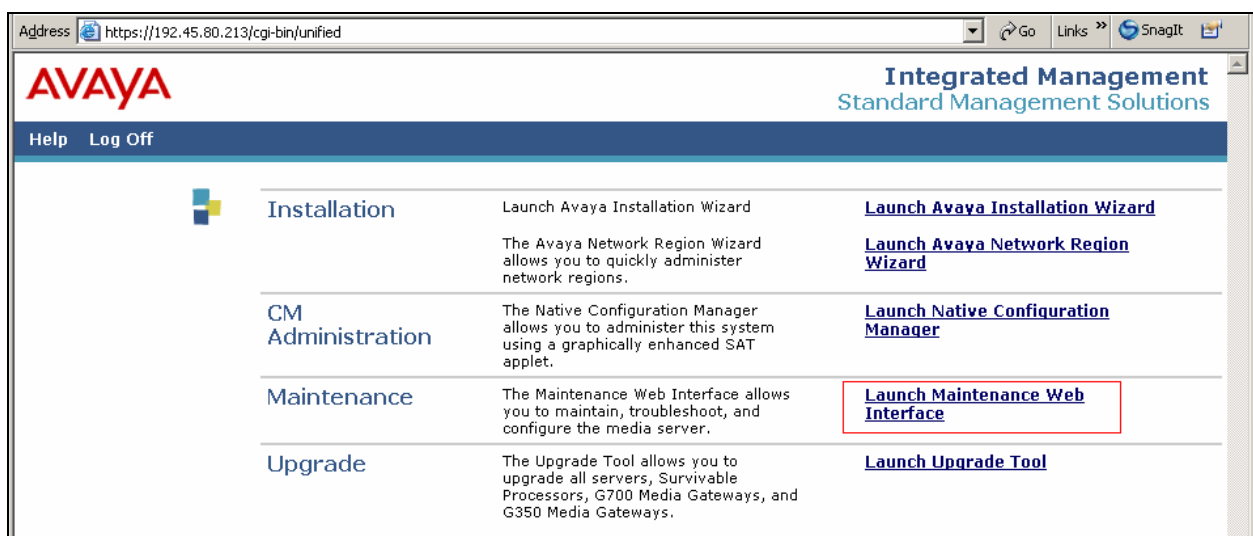 Address https://192.45.80.213/cgi-bin/unified Go Links » SnagIt
AVAYA
Integrated Management
Standard Management Solutions
Help Log Off
Installation
Launch Avaya Installation Wizard
Launch Avaya Installation Wizard
The Avaya Network Region Wizard
allows you to quickly administer
network regions.
Launch Avaya Network Region
Wizard
CM
Administration
The Native Configuration Manager
allows you to administer this system
using a graphically enhanced SAT
applet.
Launch Native Configuration
Manager
Maintenance
The Maintenance Web Interface allows
you to maintain, troubleshoot, and
configure the media server.
Launch Maintenance Web
Interface
Upgrade
The Upgrade Tool allows you to
upgrade all servers, Survivable
Processors, G700 Media Gateways, and
G350 Media Gateways.
Launch Upgrade Tool